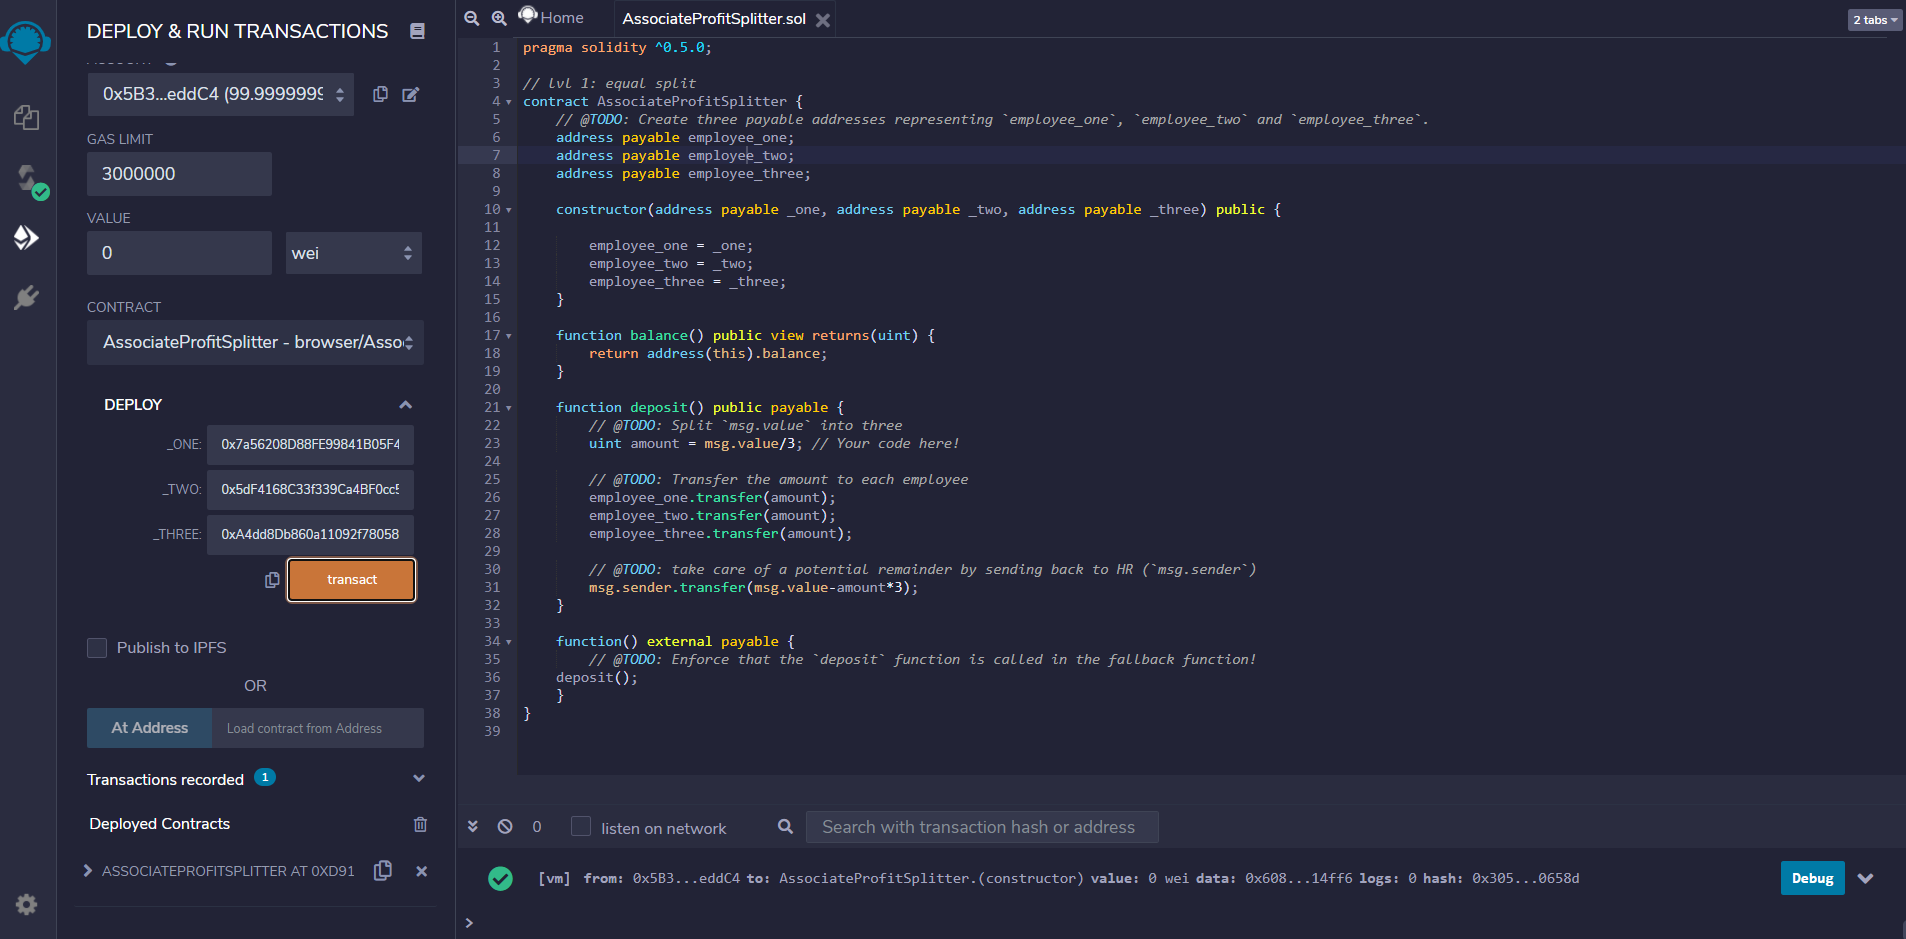 DEPLOY & RUN TRANSACTIONS
0x5B3...eddC4 (99.9999999
GAS LIMIT
3000000
VALUE
0
wei
CONTRACT
AssociateProfitSplitter - browser/Asso
DEPLOY
_ONE: 0x7a56208D88FE99841B05F4
_TWO: 0x5dF4168C33f339Ca4BF0cc5
_THREE: 0xA4dd8Db860a11092f78058
transact
Publish to IPFS
OR
At Address
Load contract from Address
Transactions recorded 1
Deployed Contracts
ASSOCIATEPROFITSPLITTER AT 0XD91
Home
AssociateProfitSplitter.sol
2 tabs
1 pragma solidity ^0.5.0;
2
3 // lvl 1: equal split
4 contract AssociateProfitSplitter {
5 // @TODO: Create three payable addresses representing `employee_one`, `employee_two` and `employee_three`.
6 address payable employee_one;
7 address payable employee_two;
8 address payable employee_three;
9
10 constructor(address payable _one, address payable _two, address payable _three) public {
11
12 employee_one = _one;
13 employee_two = _two;
14 employee_three = _three;
15 }
16
17 function balance() public view returns(uint) {
18 return address(this).balance;
19 }
20
21 function deposit() public payable {
22 // @TODO: Split `msg.value` into three
23 uint amount = msg.value/3; // Your code here!
24
25 // @TODO: Transfer the amount to each employee
26 employee_one.transfer(amount);
27 employee_two.transfer(amount);
28 employee_three.transfer(amount);
29
30 // @TODO: take care of a potential remainder by sending back to HR (`msg.sender`)
31 msg.sender.transfer(msg.value-amount*3);
32 }
33
34 function() external payable {
35 // @TODO: Enforce that the `deposit` function is called in the fallback function!
36 deposit();
37 }
38 }
39
0
listen on network
Search with transaction hash or address
[vm] from: 0x5B3...eddC4 to: AssociateProfitSplitter.(constructor) value: 0 wei data: 0x608...14ff6 logs: 0 hash: 0x305...0658d
Debug
>